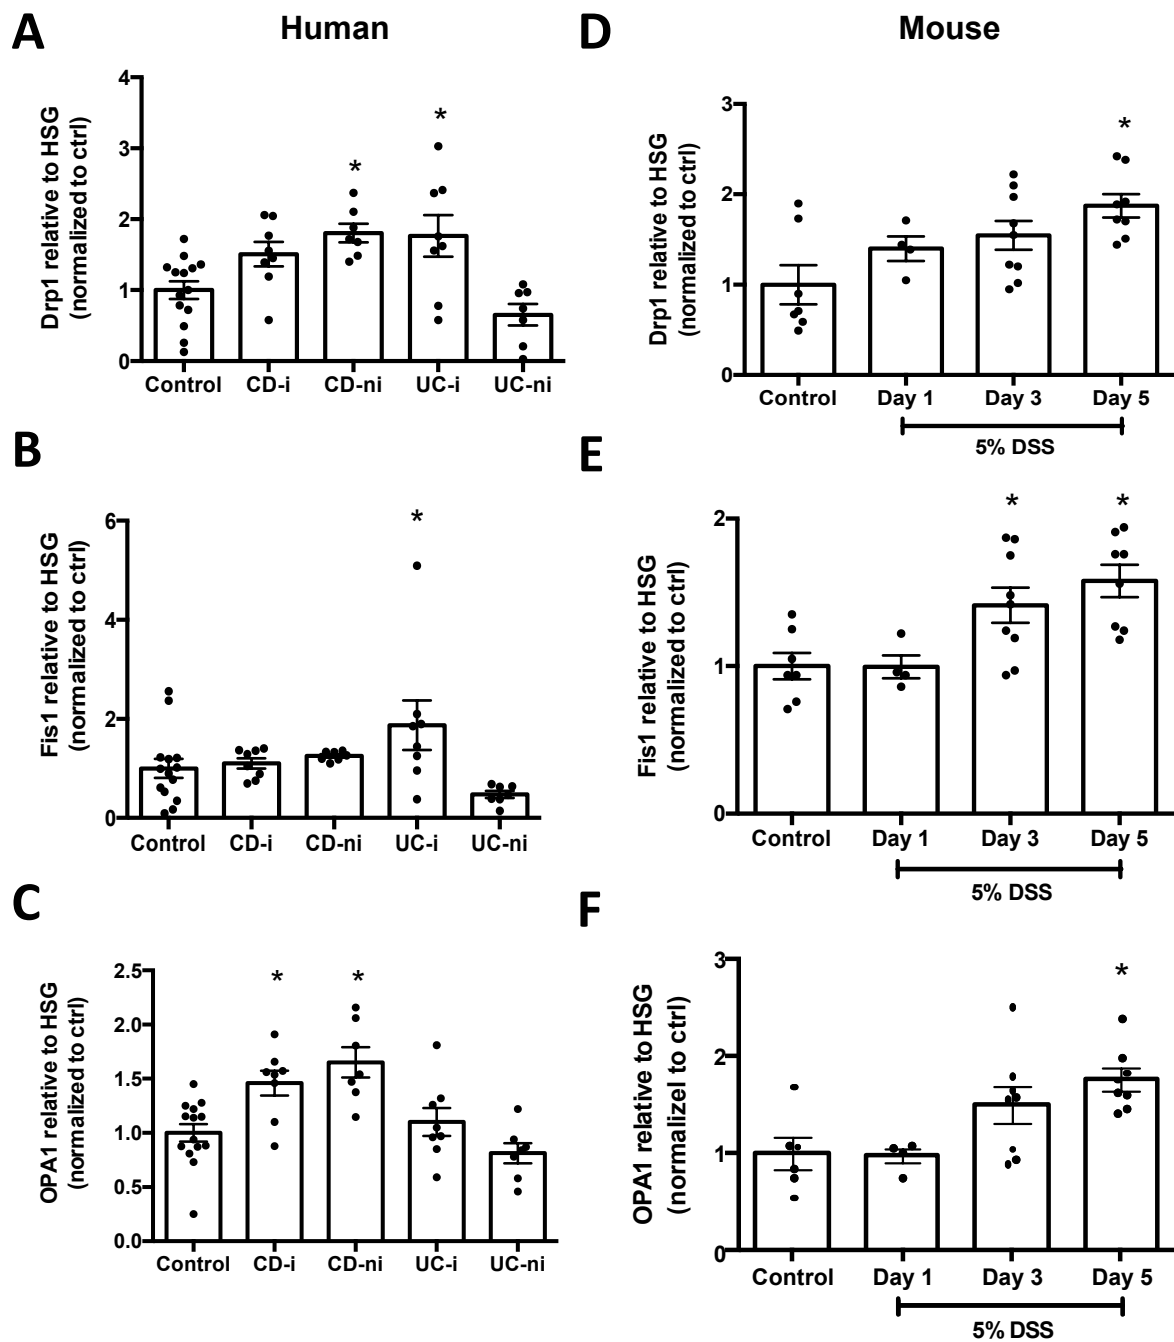 A
Human
Drp1 relative to HSG
(normalized to ctrl)
4
3
2
1
0
*
*
Control
CD-i
CD-ni
UC-i
UC-ni
B
Fis1 relative to HSG
(normalized to ctrl)
6
4
2
0
*
Control
CD-i
CD-ni
UC-i
UC-ni
C
OPA1 relative to HSG
(normalized to ctrl)
2.5
2.0
1.5
1.0
0.5
0.0
*
*
Control
CD-i
CD-ni
UC-i
UC-ni
D
Mouse
Drp1 relative to HSG
(normalized to ctrl)
3
2
1
0
*
Control
Day 1
Day 3
Day 5
5% DSS
E
Fis1 relative to HSG
(normalized to ctrl)
2
1
0
*
*
Control
Day 1
Day 3
Day 5
5% DSS
F
OPA1 relative to HSG
(normalizel to ctrl)
3
2
1
0
*
Control
Day 1
Day 3
Day 5
5% DSS